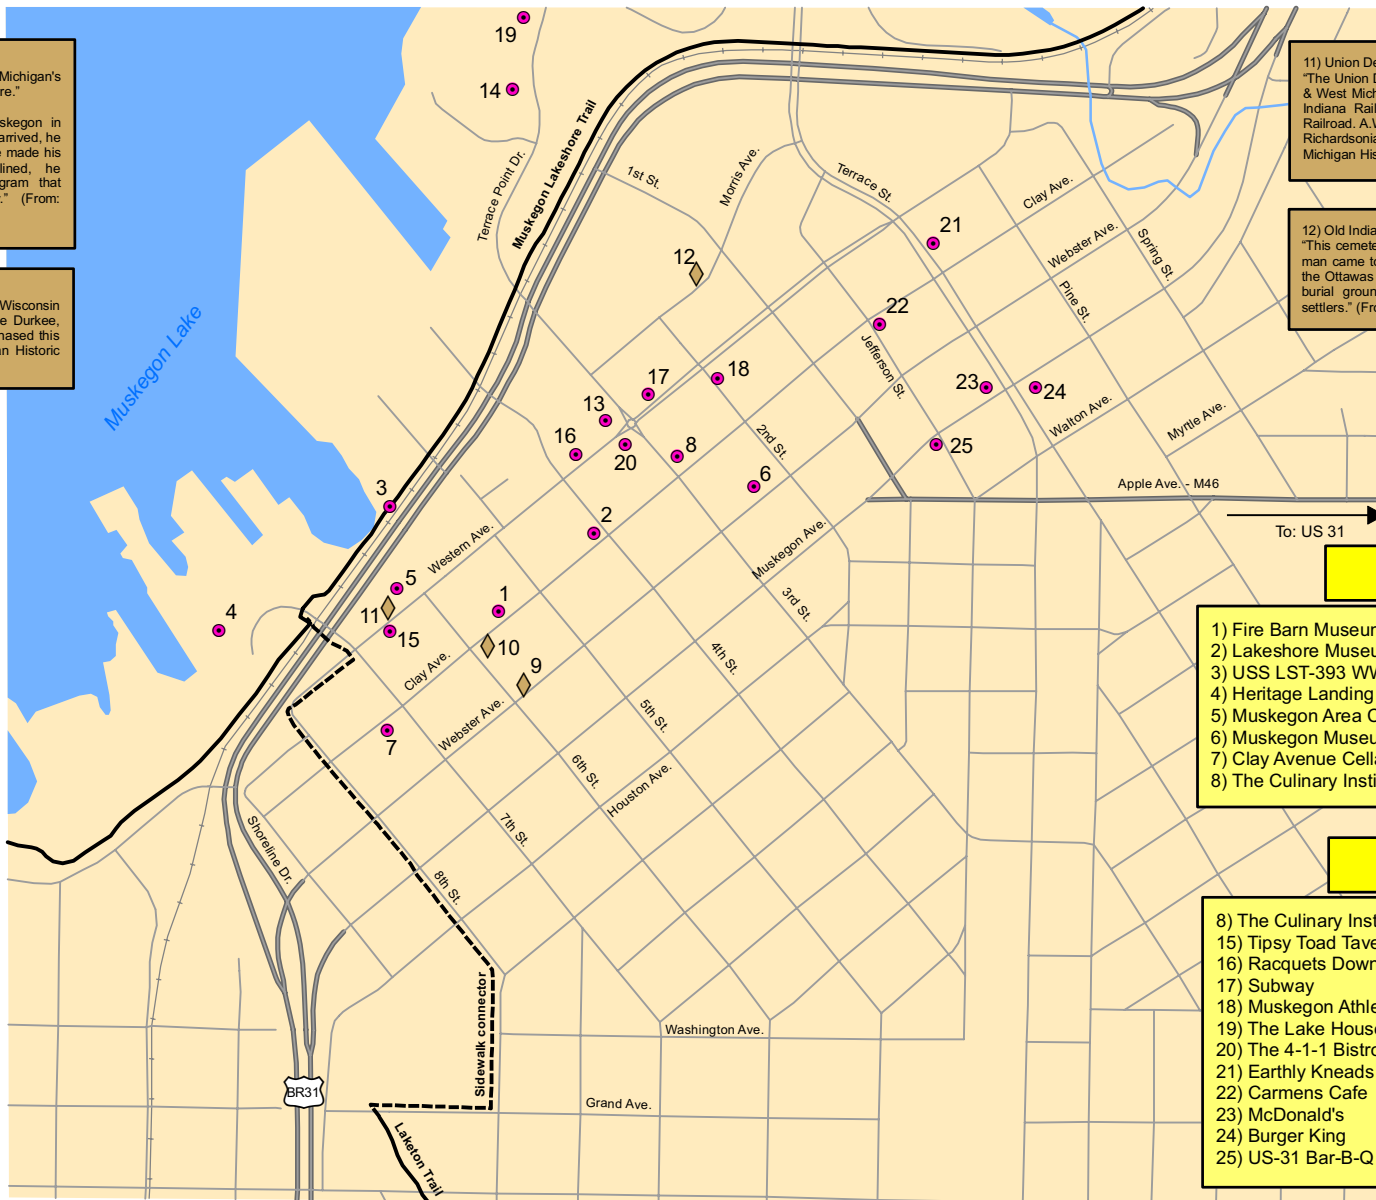 Michigan's
re.”
skegon in
arrived, he
e made his
lined, he
gram that
r.” (From:
Wisconsin
e Durkee,
hased this
an Historic
11) Union De
“The Union D
& West Mich
Indiana Rail
Railroad. A.W
Richardsonia
Michigan His
12) Old India
“This cemete
man came to
the Ottawas
burial groun
settlers.” (Fro
Muskegon Lake
Muskegon Lakeshore Trail
Terrace Point Dr.
1st St.
Morris Ave.
Terrace St.
Clay Ave.
Webster Ave.
Spring St.
Pine St.
Jefferson St.
Walton Ave.
Myrtle Ave.
Apple Ave. - M46
To: US 31
2nd St.
Muskegon Ave.
3rd St.
4th St.
5th St.
6th St.
7th St.
8th St.
Western Ave.
Clay Ave.
Webster Ave.
Houston Ave.
Shoreline Dr.
Sidewalk connector
Washington Ave.
Grand Ave.
Laketon Trail
BR31
19
14
12
21
22
18
17
13
16
20
8
6
23
24
25
3
2
5
11
15
4
1
10
9
7
1) Fire Barn Museum
2) Lakeshore Museu
3) USS LST-393 WW
4) Heritage Landing
5) Muskegon Area C
6) Muskegon Museu
7) Clay Avenue Cella
8) The Culinary Insti
8) The Culinary Inst
15) Tipsy Toad Tave
16) Racquets Down
17) Subway
18) Muskegon Athle
19) The Lake House
20) The 4-1-1 Bistro
21) Earthly Kneads
22) Carmens Cafe
23) McDonald's
24) Burger King
25) US-31 Bar-B-Q